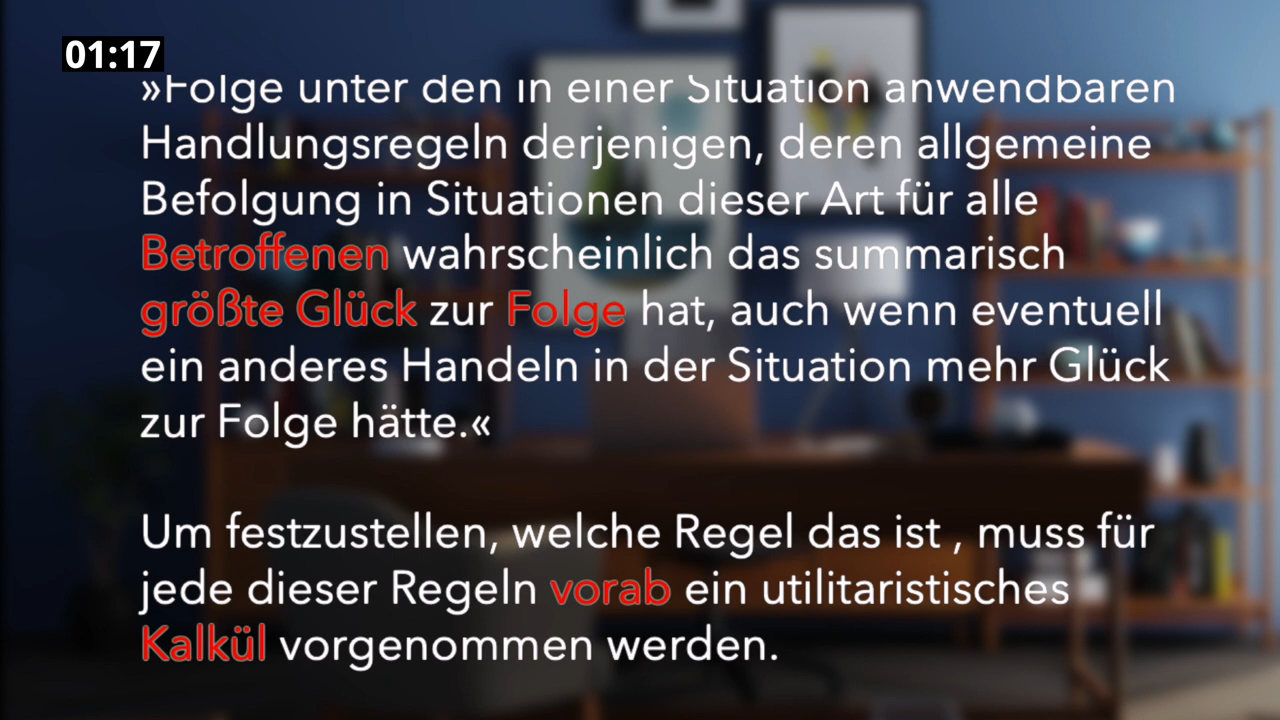 01:17
»Folge unter den in einer Situation anwendbaren
Handlungsregeln derjenigen, deren allgemeine
Befolgung in Situationen dieser Art für alle
Betroffenen wahrscheinlich das summarisch
größte Glück zur Folge hat, auch wenn eventuell
ein anderes Handeln in der Situation mehr Glück
zur Folge hätte.«
Um festzustellen, welche Regel das ist , muss für
jede dieser Regeln vorab ein utilitaristisches
Kalkül vorgenommen werden.